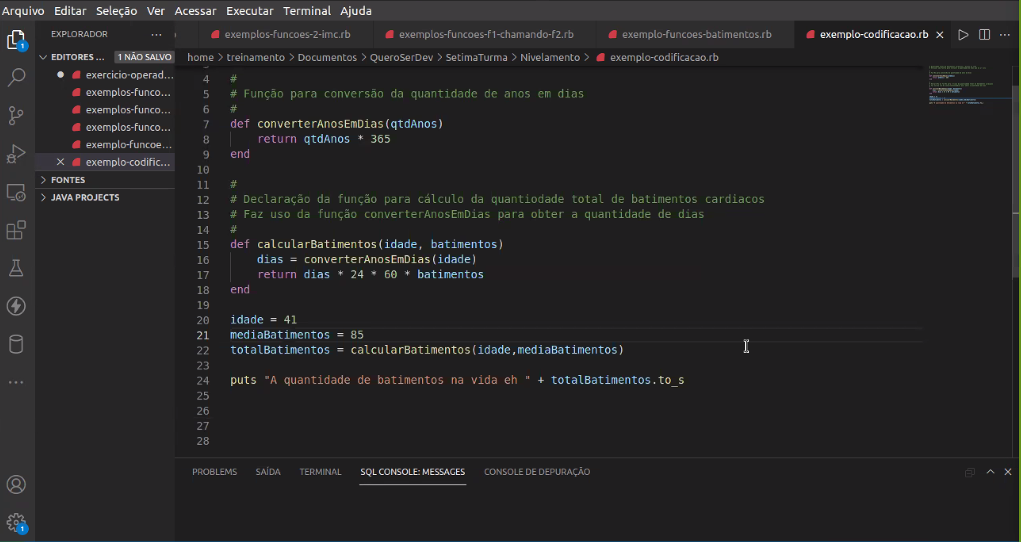 Arquivo Editar Seleção Ver Acessar Executar Terminal Ajuda
EXPLORADOR ...
exemplos-funcoes-2-imc.rb exemplos-funcoes-f1-chamando-f2.rb exemplo-funcoes-batimentos.rb exemplo-codificacao.rb
EDITORES ... 1 NÃO SALVO
home > treinamento > Documentos > QueroSerDev > SetimaTurma > Nivelamento > exemplo-codificacao.rb
exercicio-operad...
exemplos-funco...
exemplos-funco...
exemplos-funco...
exemplo-funcoe...
exemplo-codific...
FONTES
JAVA PROJECTS
4 #
5 # Função para conversão da quantidade de anos em dias
6 #
7 def converterAnosEmDias(qtdAnos)
8 return qtdAnos * 365
9 end
10
11 #
12 # Declaração da função para cálculo da quantiodade total de batimentos cardiacos
13 # Faz uso da função converterAnosEmDias para obter a quantidade de dias
14 #
15 def calcularBatimentos(idade, batimentos)
16 dias = converterAnosEmDias(idade)
17 return dias * 24 * 60 * batimentos
18 end
19
20 idade = 41
21 mediaBatimentos = 85
22 totalBatimentos = calcularBatimentos(idade,mediaBatimentos)
23
24 puts "A quantidade de batimentos na vida eh " + totalBatimentos.to_s
25
26
27
28
PROBLEMS SAÍDA TERMINAL SQL CONSOLE: MESSAGES CONSOLE DE DEPURAÇÃO
1
1